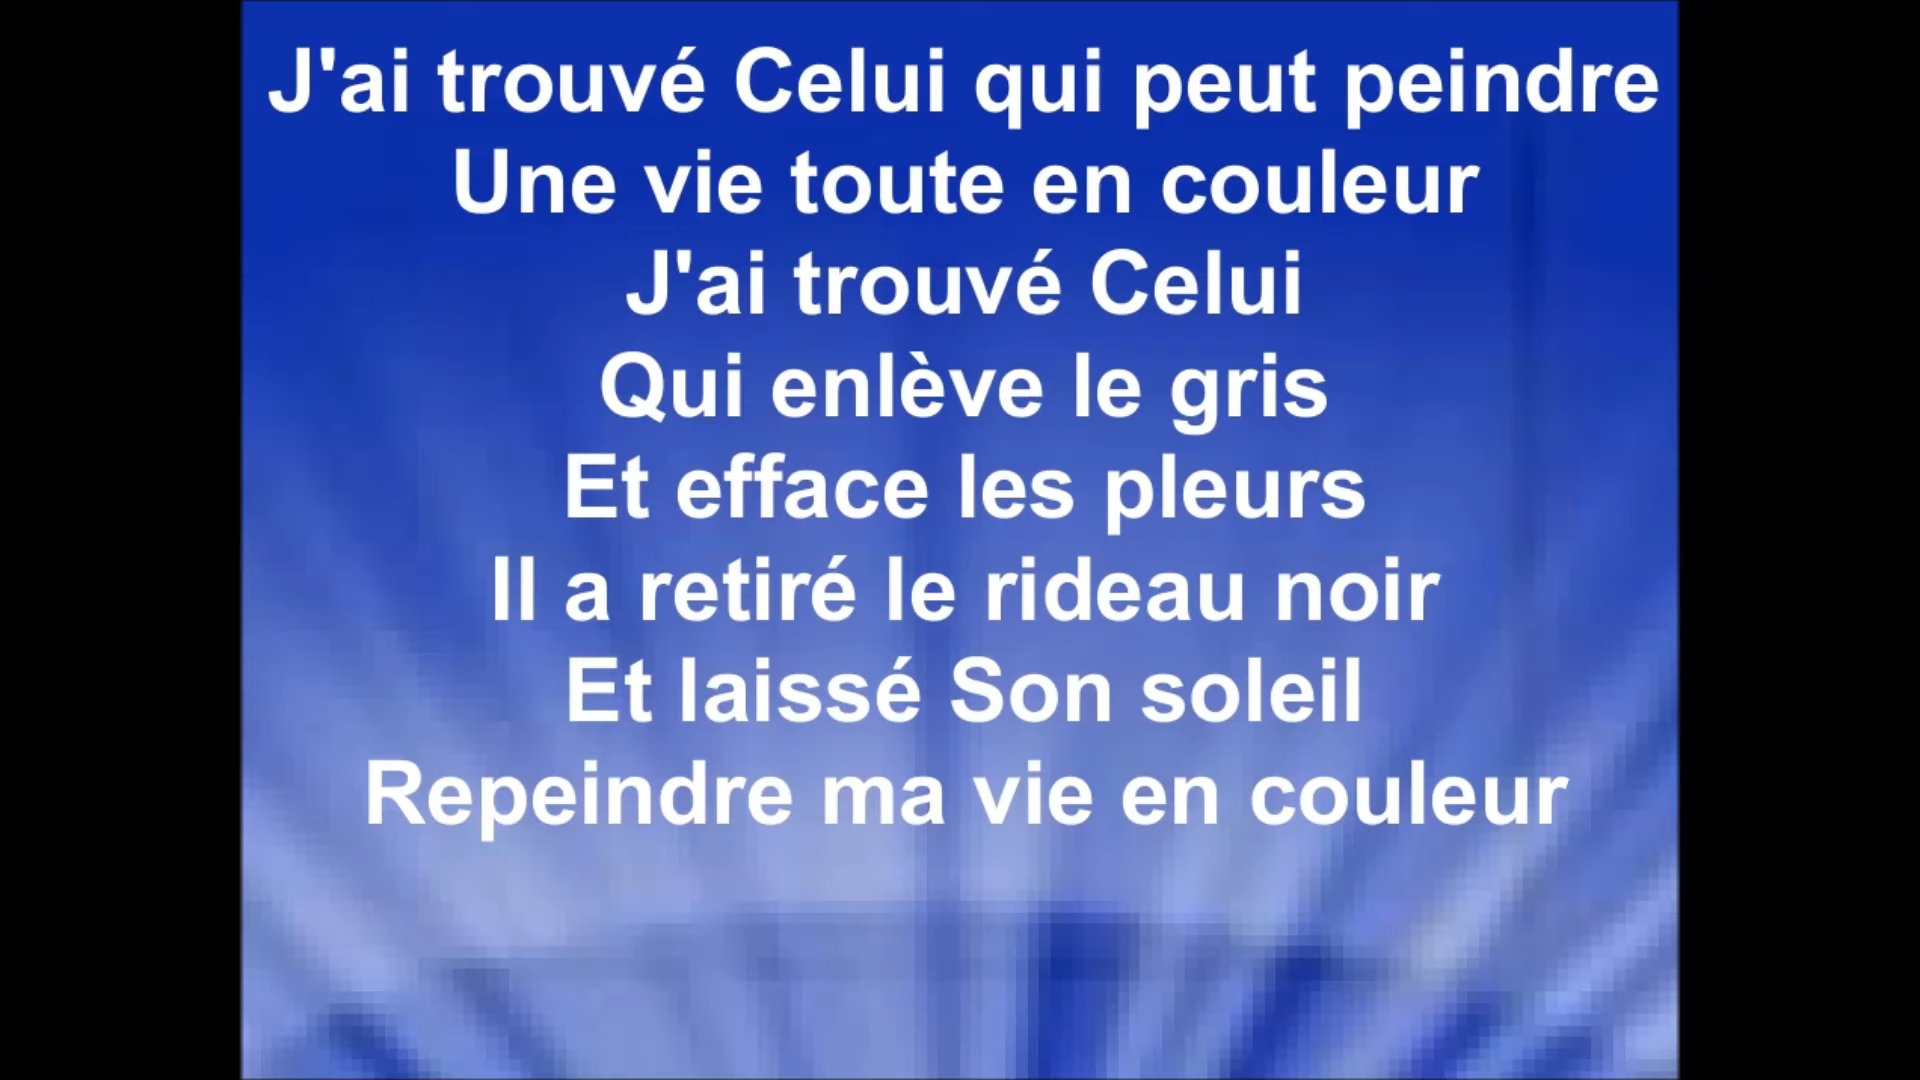 J'ai trouvé Celui qui peut peindre
Une vie toute en couleur
J'ai trouvé Celui
Qui enlève le gris
Et efface les pleurs
Il a retiré le rideau noir
Et laissé Son soleil
Repeindre ma vie en couleur